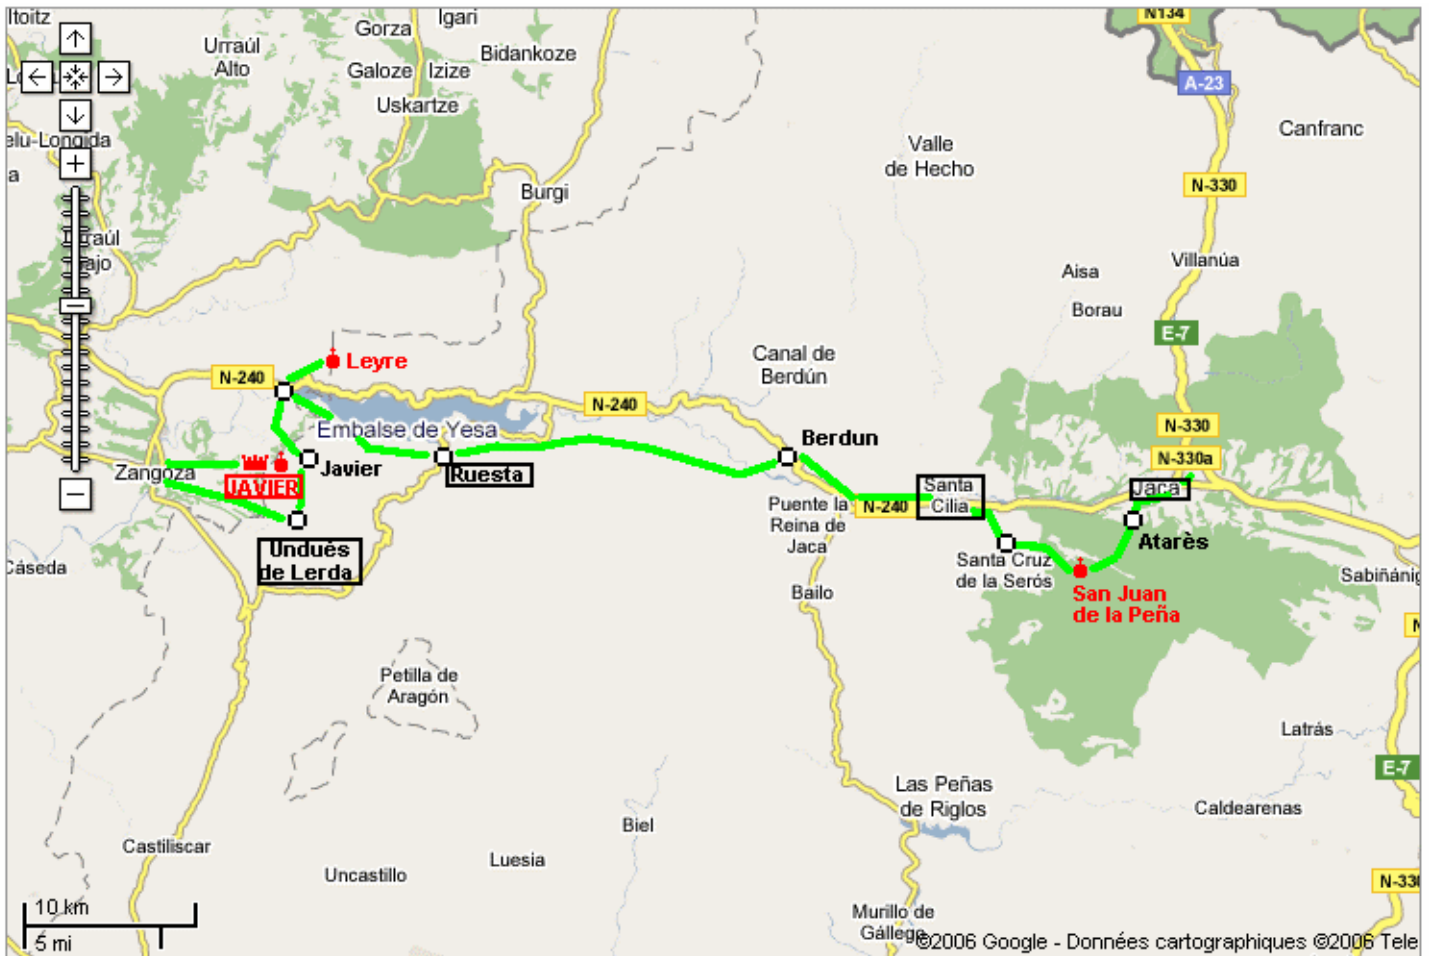 Itoitz
Gorza
Igari
N134
Urraúl
Alto
Bidankoze
Galoze
Izize
Uskartze
A-23
Canfranc
elu-Longida
a
Valle
de Hecho
N-330
Burgi
Villanúa
Aisa
Borau
E-7
Leyre
N-240
Canal de
Berdún
N-240
Embalse de Yesa
N-330
Berdun
N-330a
Javier
Zangoza
JAVIER
Ruesta
Santa
Cilia
Jaca
Puente la
Reina de
Jaca
N-240
Atarès
Undués
de Lerda
Santa Cruz
de la Serós
Cáseda
Sabiñánig
Bailo
San Juan
de la Peña
N
Petilla de
Aragón
Latrás
E-7
Las Peñas
de Riglos
Caldearenas
Biel
Castiliscar
Luesia
Uncastillo
N-330
10 km
5 mi
Murillo de
Gállego
©2006 Google - Données cartographiques ©2006 Tele